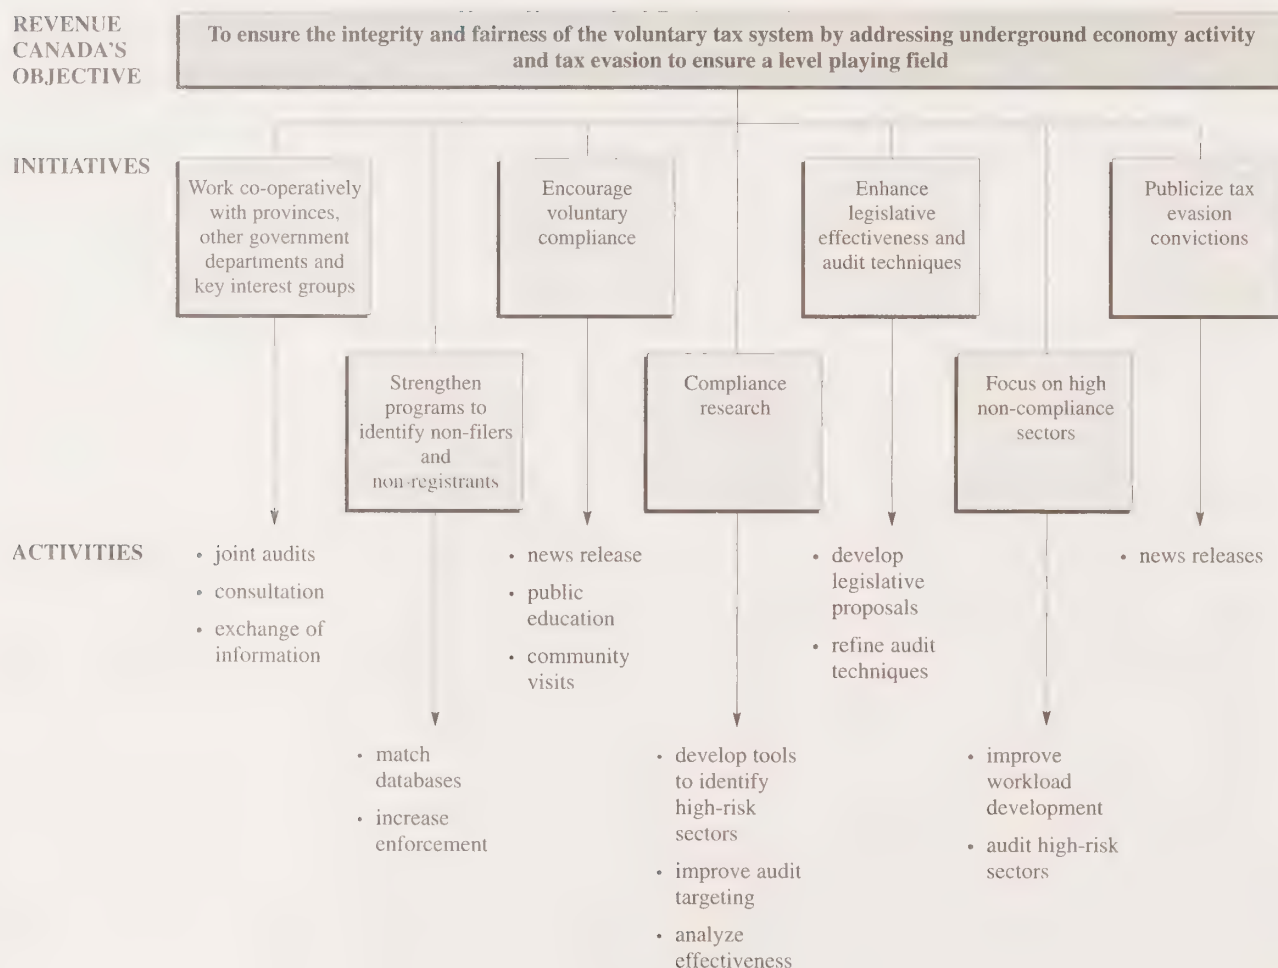 REVENUE
CANADA'S
OBJECTIVE
To ensure the integrity and fairness of the voluntary tax system by addressing underground economy activity
and tax evasion to ensure a level playing field
INITIATIVES
Work co-operatively
with provinces,
other government
departments and
key interest groups
Encourage
voluntary
compliance
Enhance
legislative
effectiveness and
audit techniques
Publicize tax
evasion
convictions
Strengthen
programs to
identify non-filers
and
non-registrants
Compliance
research
Focus on high
non-compliance
sectors
ACTIVITIES
• joint audits
• consultation
• exchange of
information
• news release
• public
education
• community
visits
• develop
legislative
proposals
• refine audit
techniques
• news releases
• match
databases
• increase
enforcement
• develop tools
to identify
high-risk
sectors
• improve audit
targeting
• analyze
effectiveness
• improve
workload
development
• audit high-risk
sectors